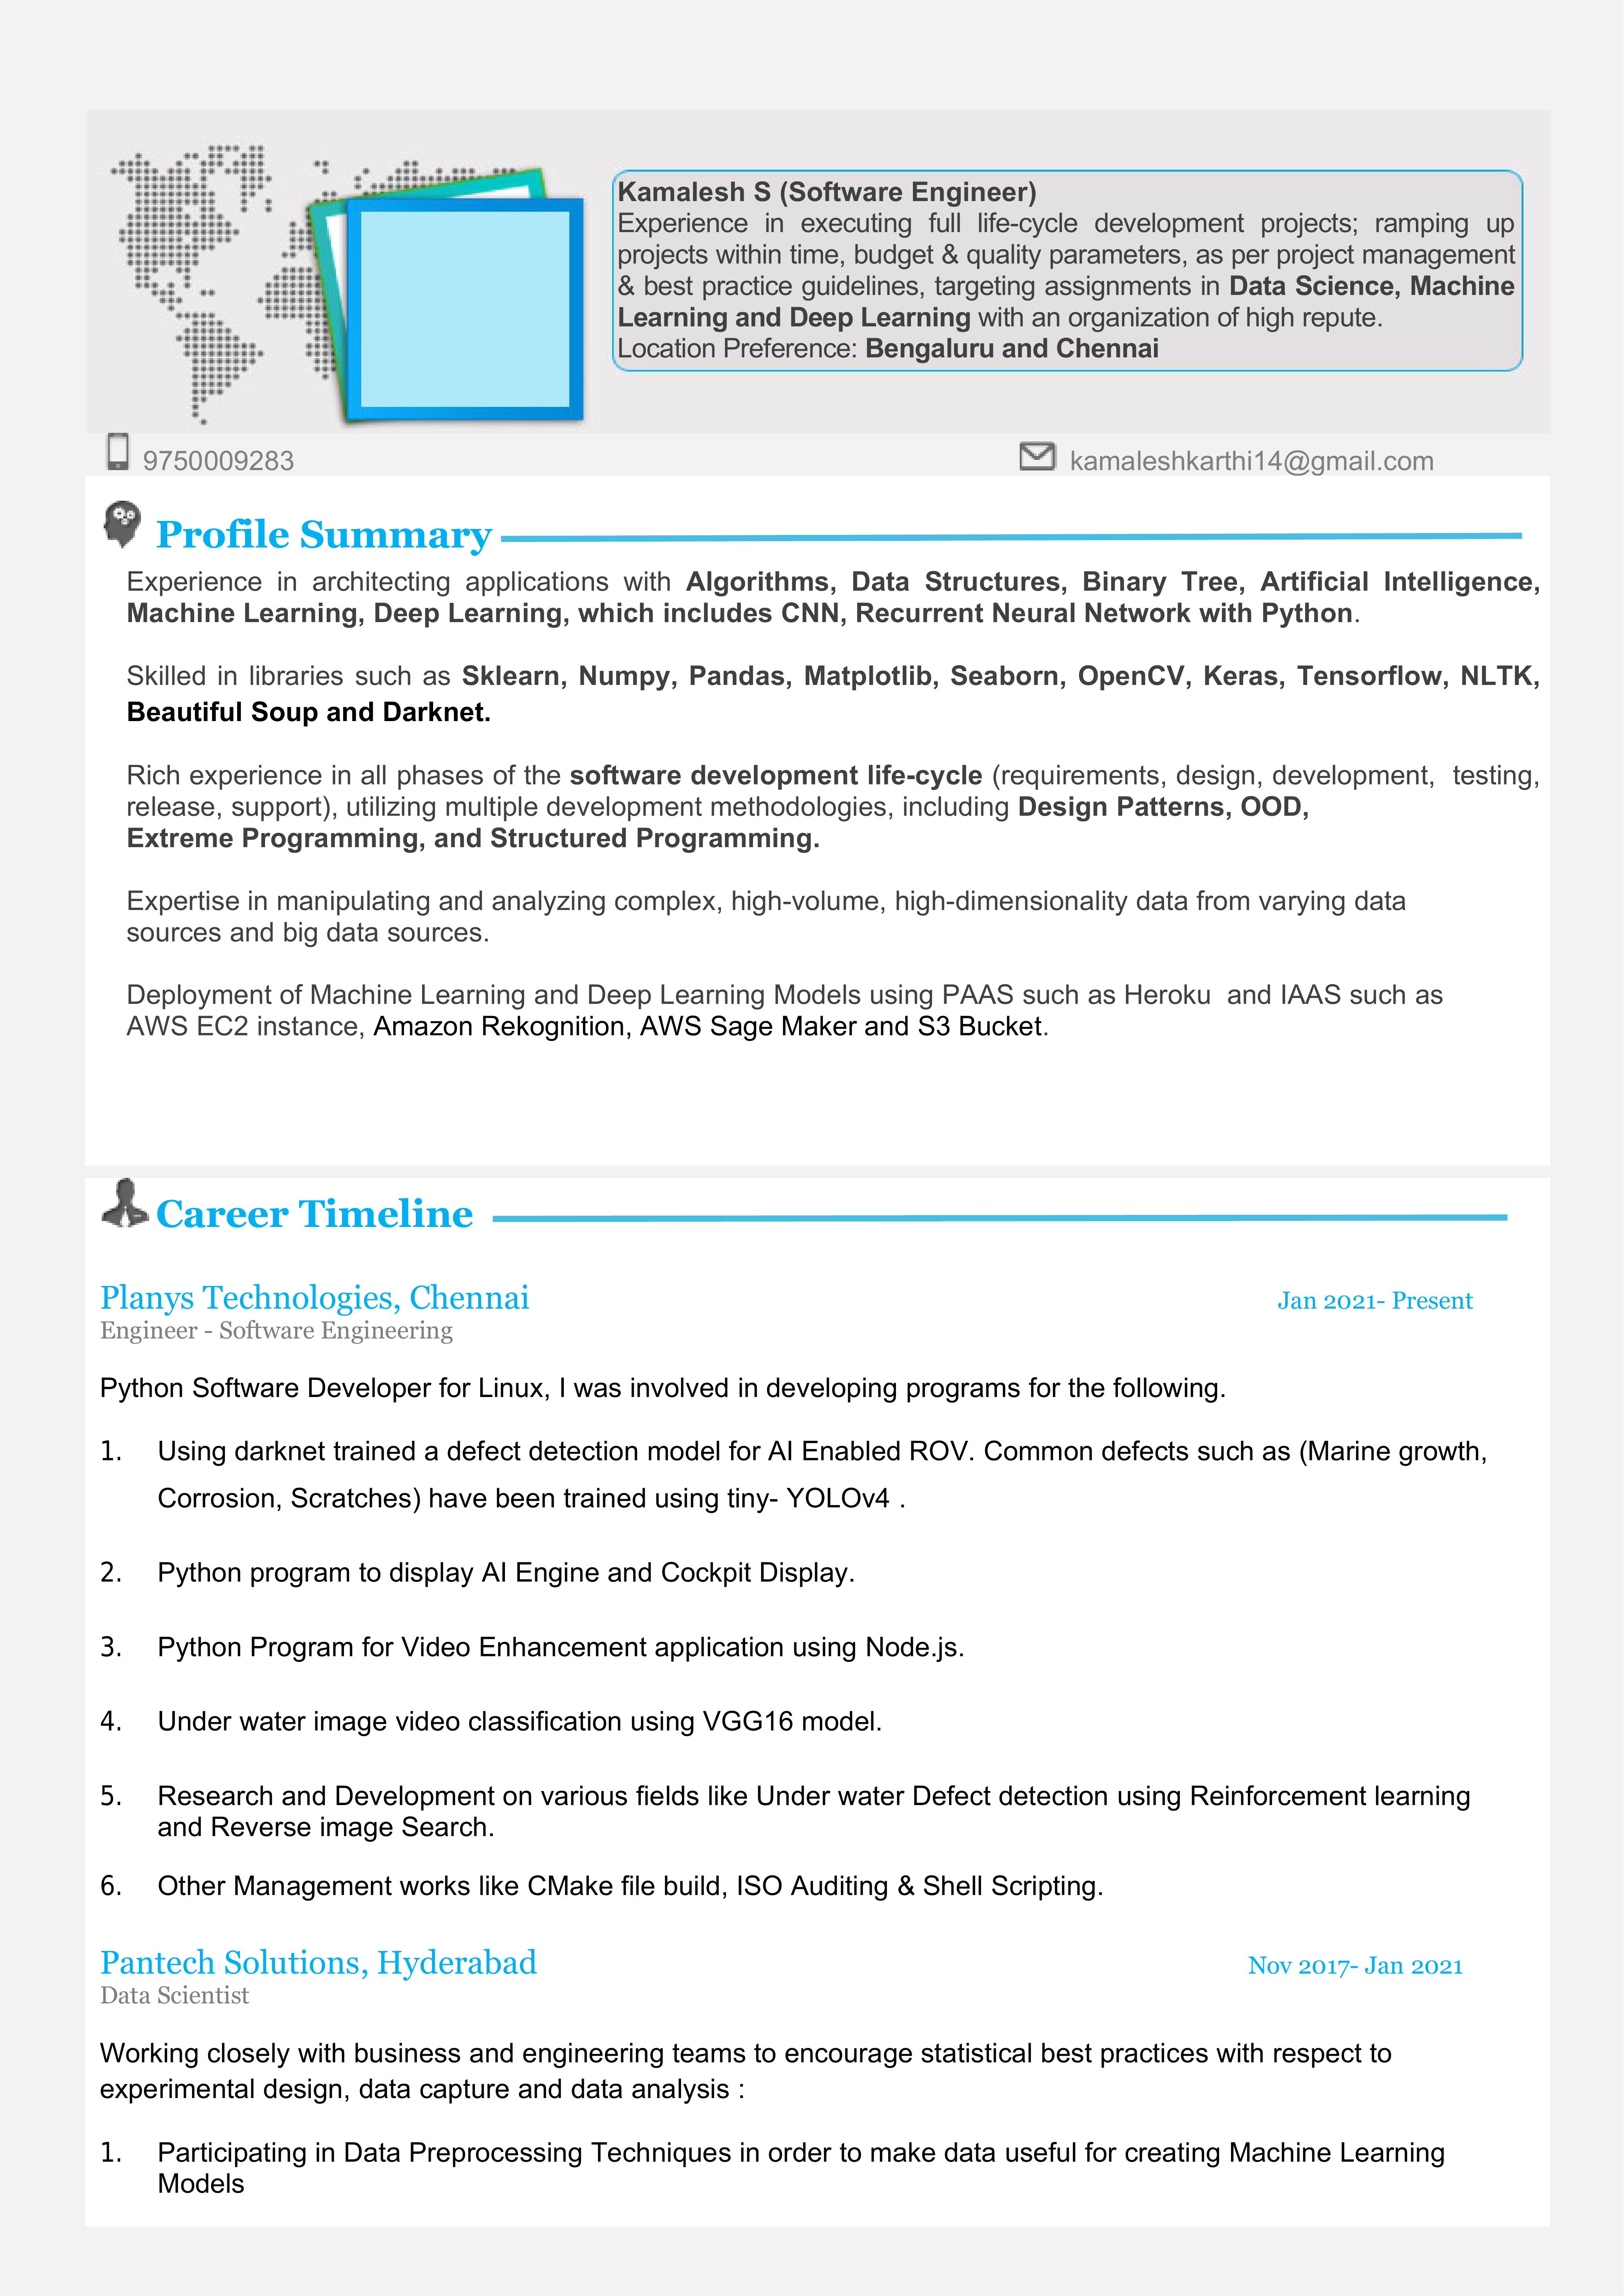 Kamalesh S (Software Engineer)
Experience in executing full life-cycle development projects; ramping up
projects within time, budget & quality parameters, as per project management
& best practice guidelines, targeting assignments in Data Science, Machine
Learning and Deep Learning with an organization of high repute.
Location Preference: Bengaluru and Chennai
9750009283 kamaleshkarthi14@gmail.com
Profile Summary
Experience in architecting applications with Algorithms, Data Structures, Binary Tree, Artificial Intelligence,
Machine Learning, Deep Learning, which includes CNN, Recurrent Neural Network with Python.
Skilled in libraries such as Sklearn, Numpy, Pandas, Matplotlib, Seaborn, OpenCV, Keras, Tensorflow, NLTK,
Beautiful Soup and Darknet.
Rich experience in all phases of the software development life-cycle (requirements, design, development, testing,
release, support), utilizing multiple development methodologies, including Design Patterns, OOD,
Extreme Programming, and Structured Programming.
Expertise in manipulating and analyzing complex, high-volume, high-dimensionality data from varying data
sources and big data sources.
Deployment of Machine Learning and Deep Learning Models using PAAS such as Heroku and IAAS such as
AWS EC2 instance, Amazon Rekognition, AWS Sage Maker and S3 Bucket.
Career Timeline
Planys Technologies, Chennai Jan 2021- Present
Engineer - Software Engineering
Python Software Developer for Linux, I was involved in developing programs for the following.
1. Using darknet trained a defect detection model for AI Enabled ROV. Common defects such as (Marine growth,
Corrosion, Scratches) have been trained using tiny- YOLOv4 .
2. Python program to display AI Engine and Cockpit Display.
3. Python Program for Video Enhancement application using Node.js.
4. Under water image video classification using VGG16 model.
5. Research and Development on various fields like Under water Defect detection using Reinforcement learning
and Reverse image Search.
6. Other Management works like CMake file build, ISO Auditing & Shell Scripting.
Pantech Solutions, Hyderabad Nov 2017- Jan 2021
Data Scientist
Working closely with business and engineering teams to encourage statistical best practices with respect to
experimental design, data capture and data analysis :
1. Participating in Data Preprocessing Techniques in order to make data useful for creating Machine Learning
Models